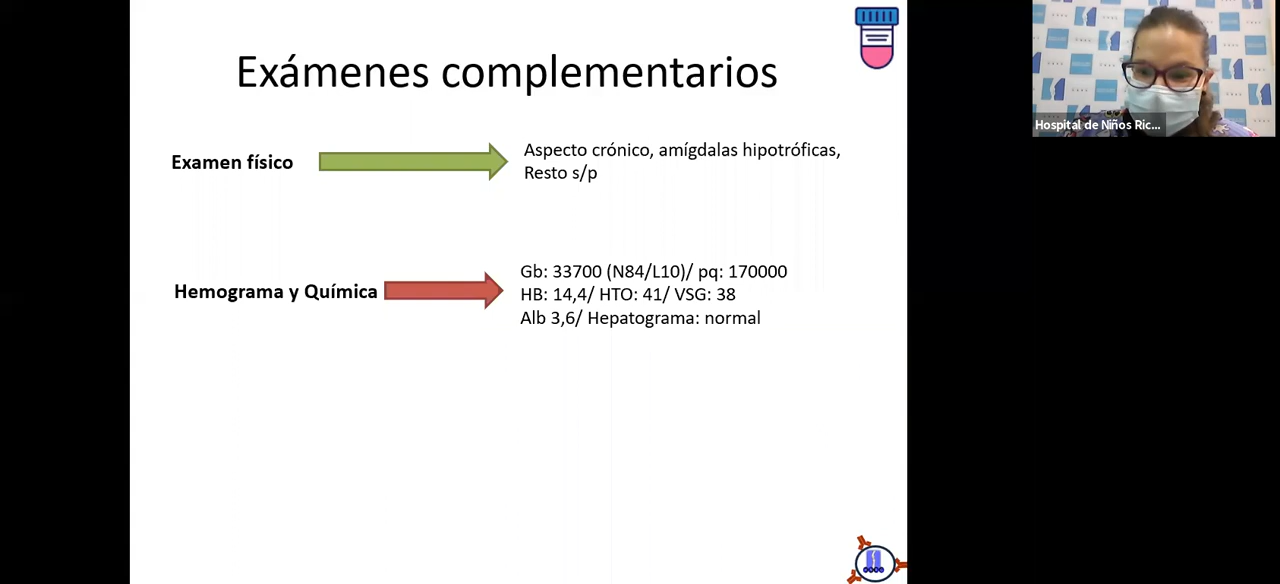 Exámenes complementarios
Hospital de Niños Ric...
Examen físico
Aspecto crónico, amígdalas hipotróficas,
Resto s/p
Hemograma y Química
Gb: 33700 (N84/L10)/ pq: 170000
HB: 14,4/ HTO: 41/ VSG: 38
Alb 3,6/ Hepatograma: normal